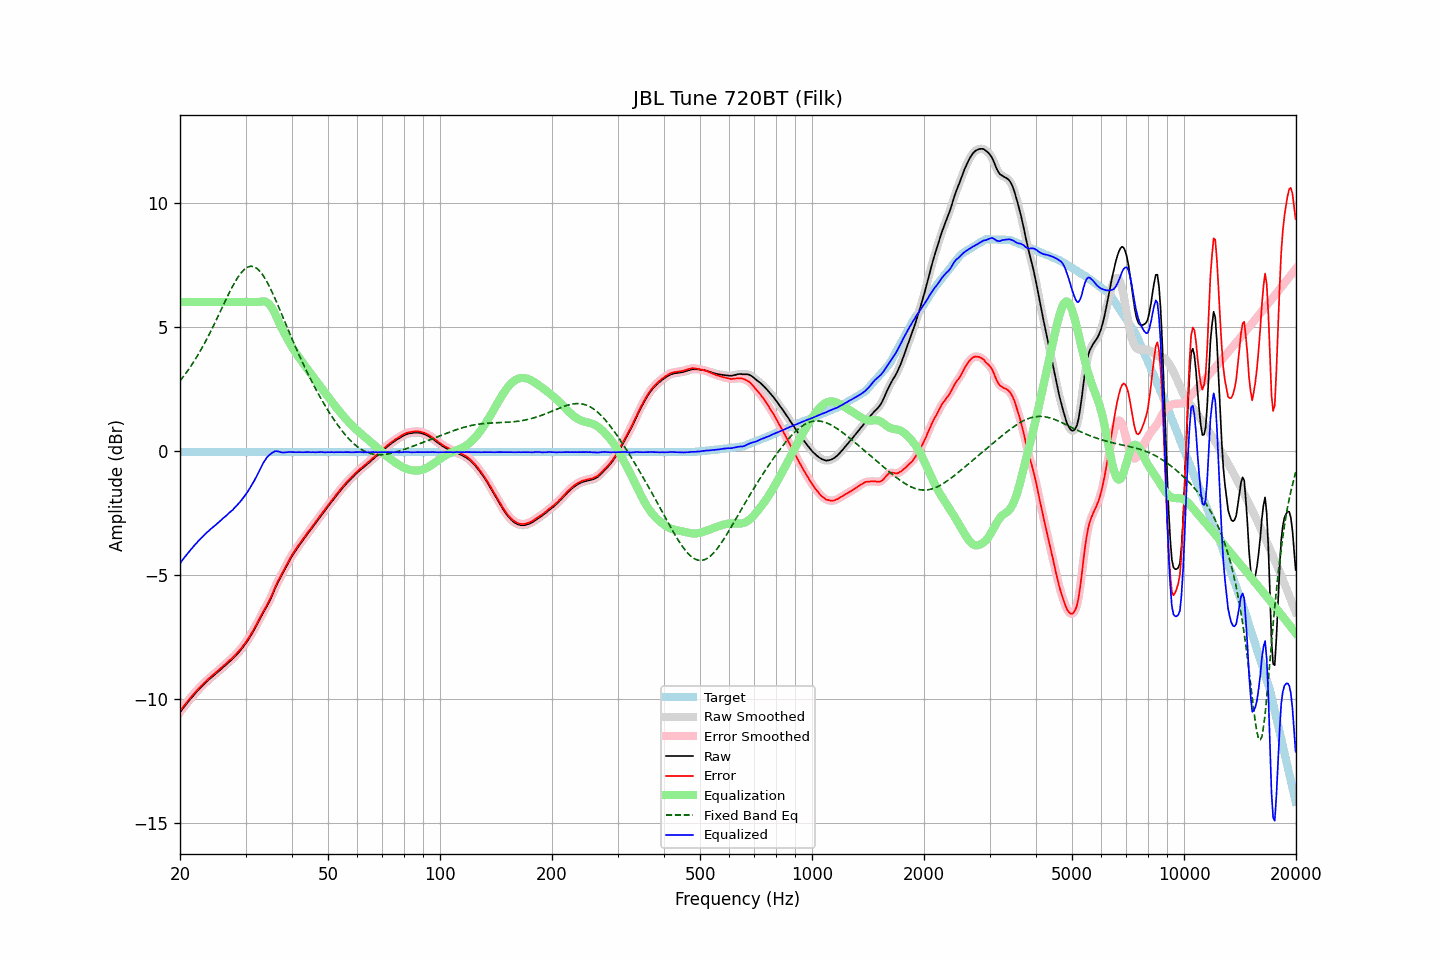 JBL Tune 720BT (Filk)
Amplitude (dBr)
10
5
0
−5
−10
−15
Target
Raw Smoothed
Error Smoothed
Raw
Error
Equalization
Fixed Band Eq
Equalized
20 50 100 200 500 1000 2000 5000 10000 20000
Frequency (Hz)